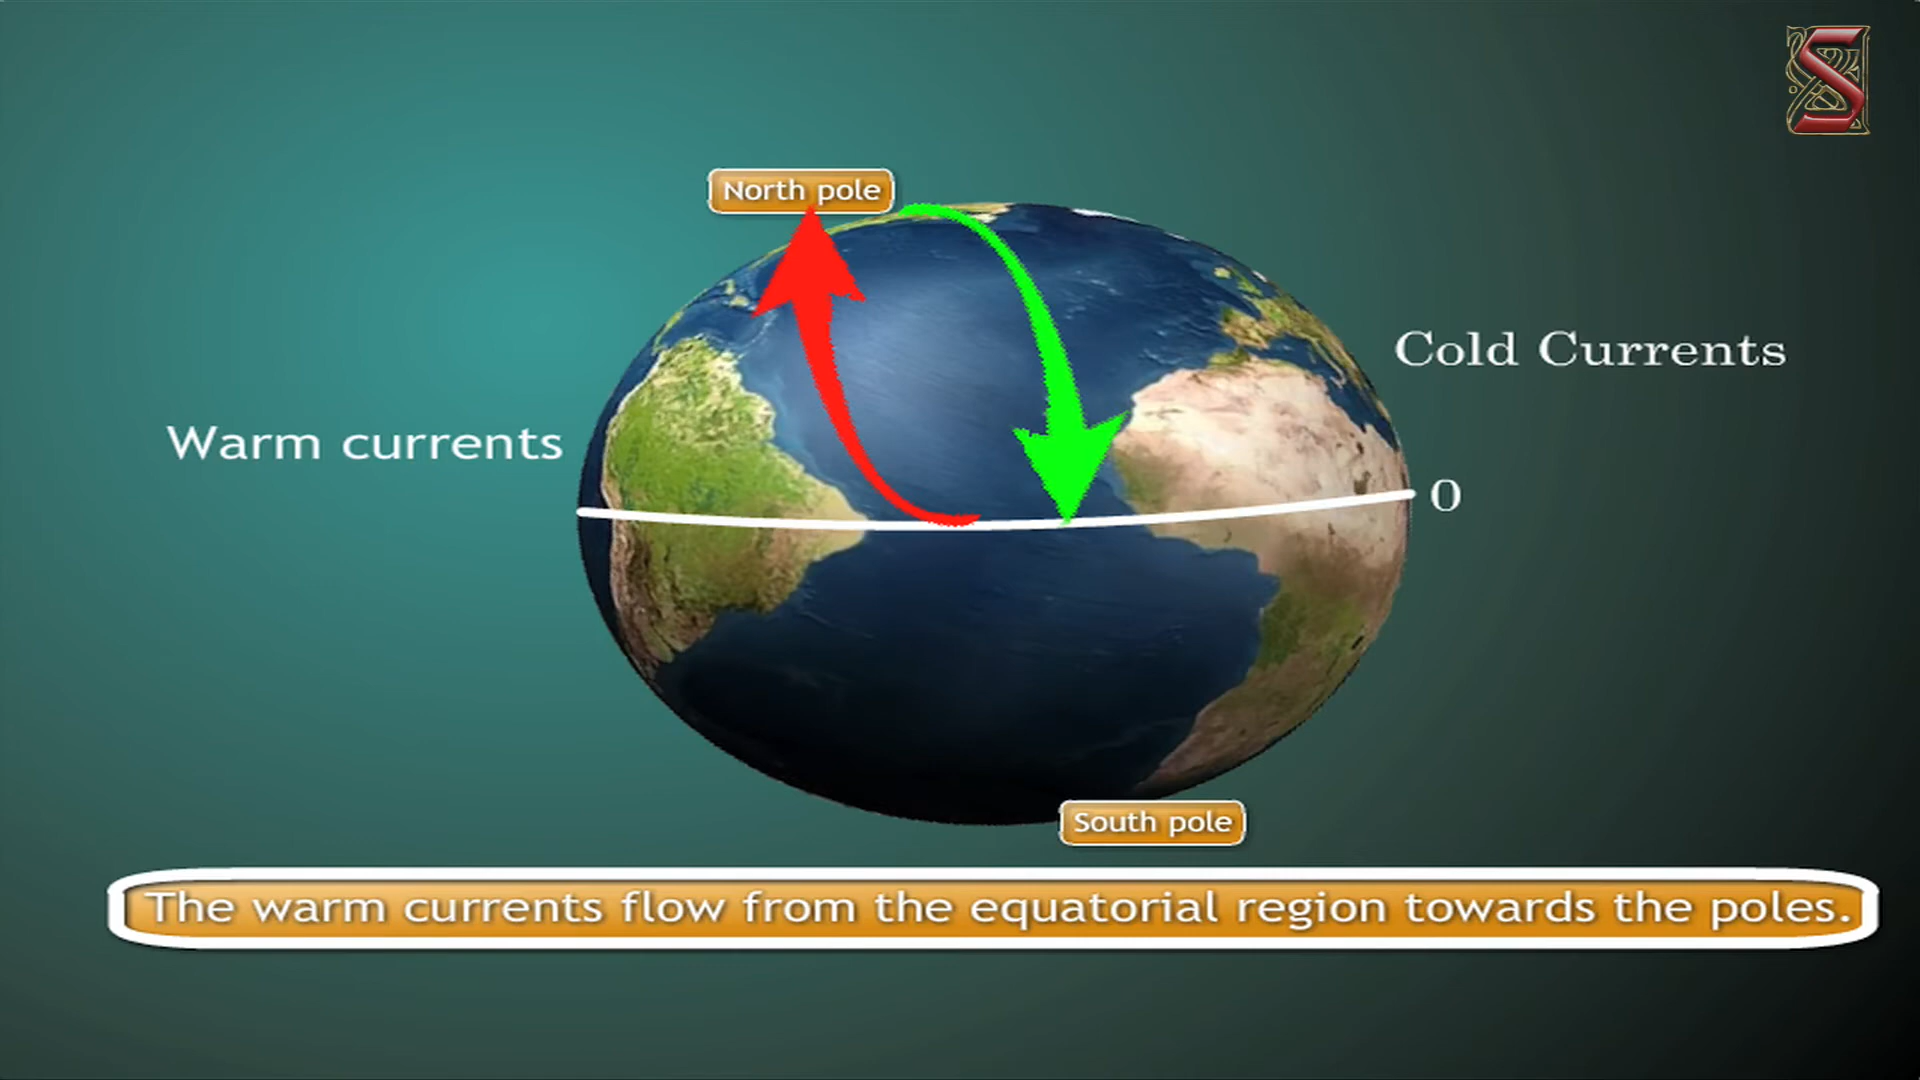 S
North pole
Cold Currents
Warm currents
0
South pole
The warm currents flow from the equatorial region towards the poles.